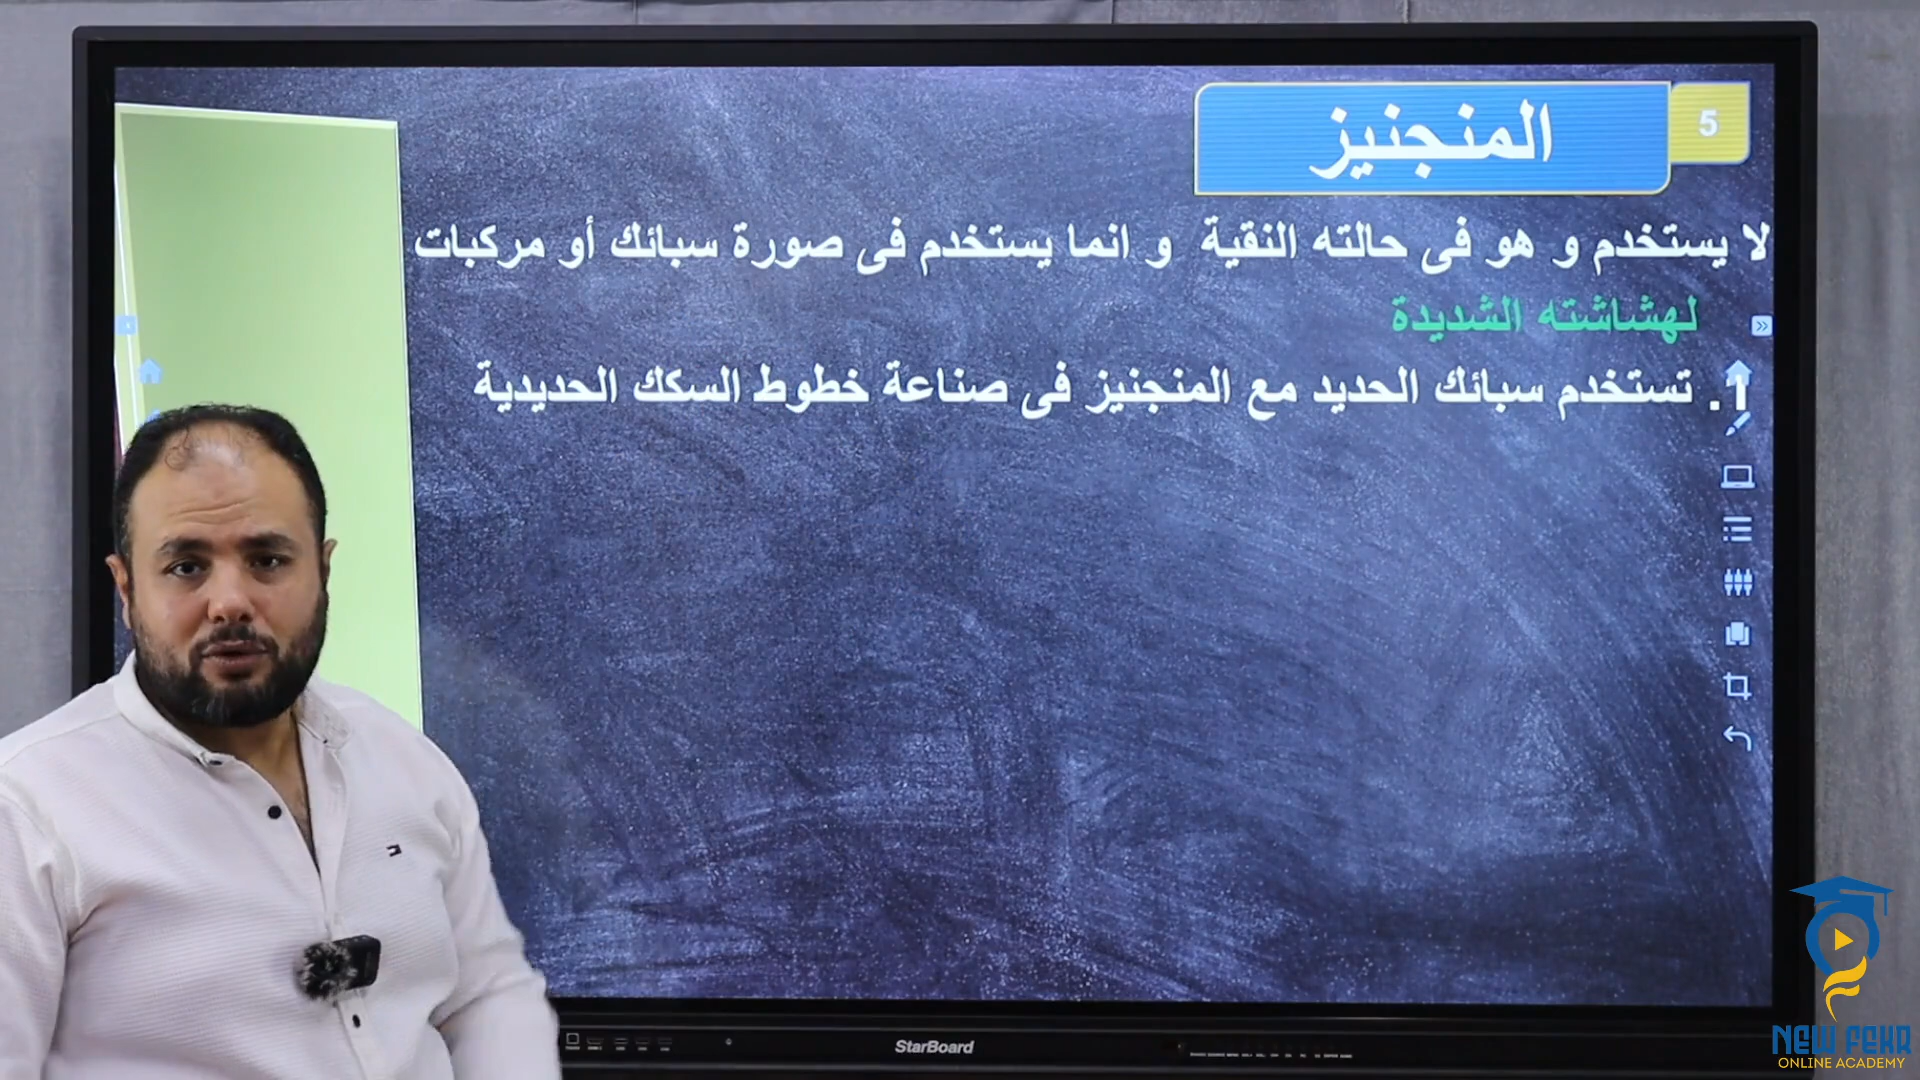 5
المنجنيز
لا يستخدم و هو فى حالته النقية و انما يستخدم فى صورة سبائك أو مركبات
لهشاشته الشديدة
1. تستخدم سبائك الحديد مع المنجنيز فى صناعة خطوط السكك الحديدية
StarBoard
NEW FEKR
ONLINE ACADEMY